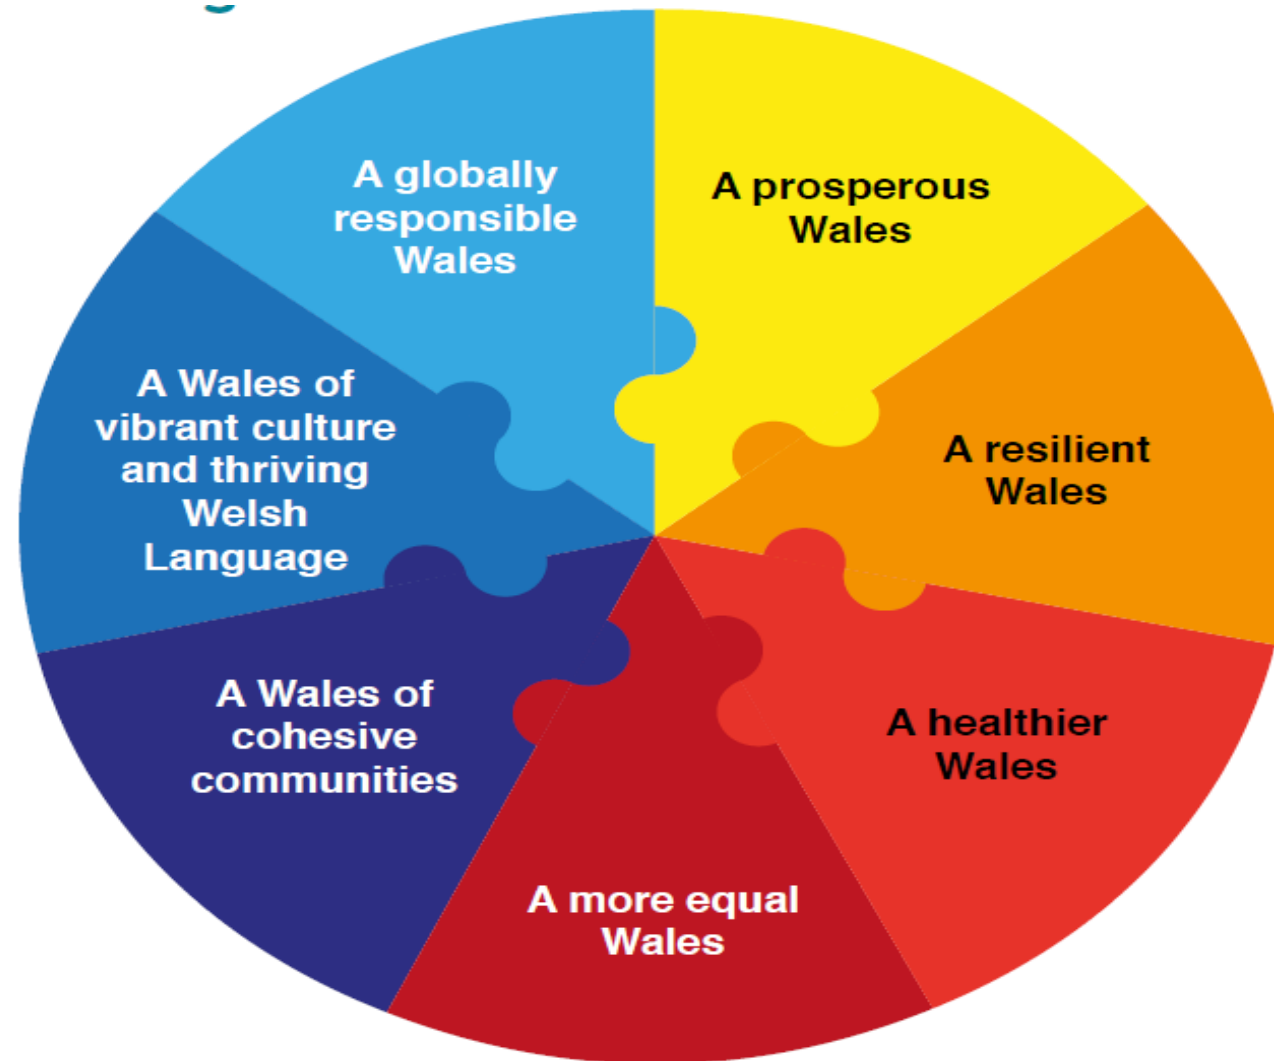 A globally
responsible
Wales
A prosperous
Wales
A resilient
Wales
A healthier
Wales
A more equal
Wales
A Wales of
cohesive
communities
A Wales of
vibrant culture
and thriving
Welsh
Language